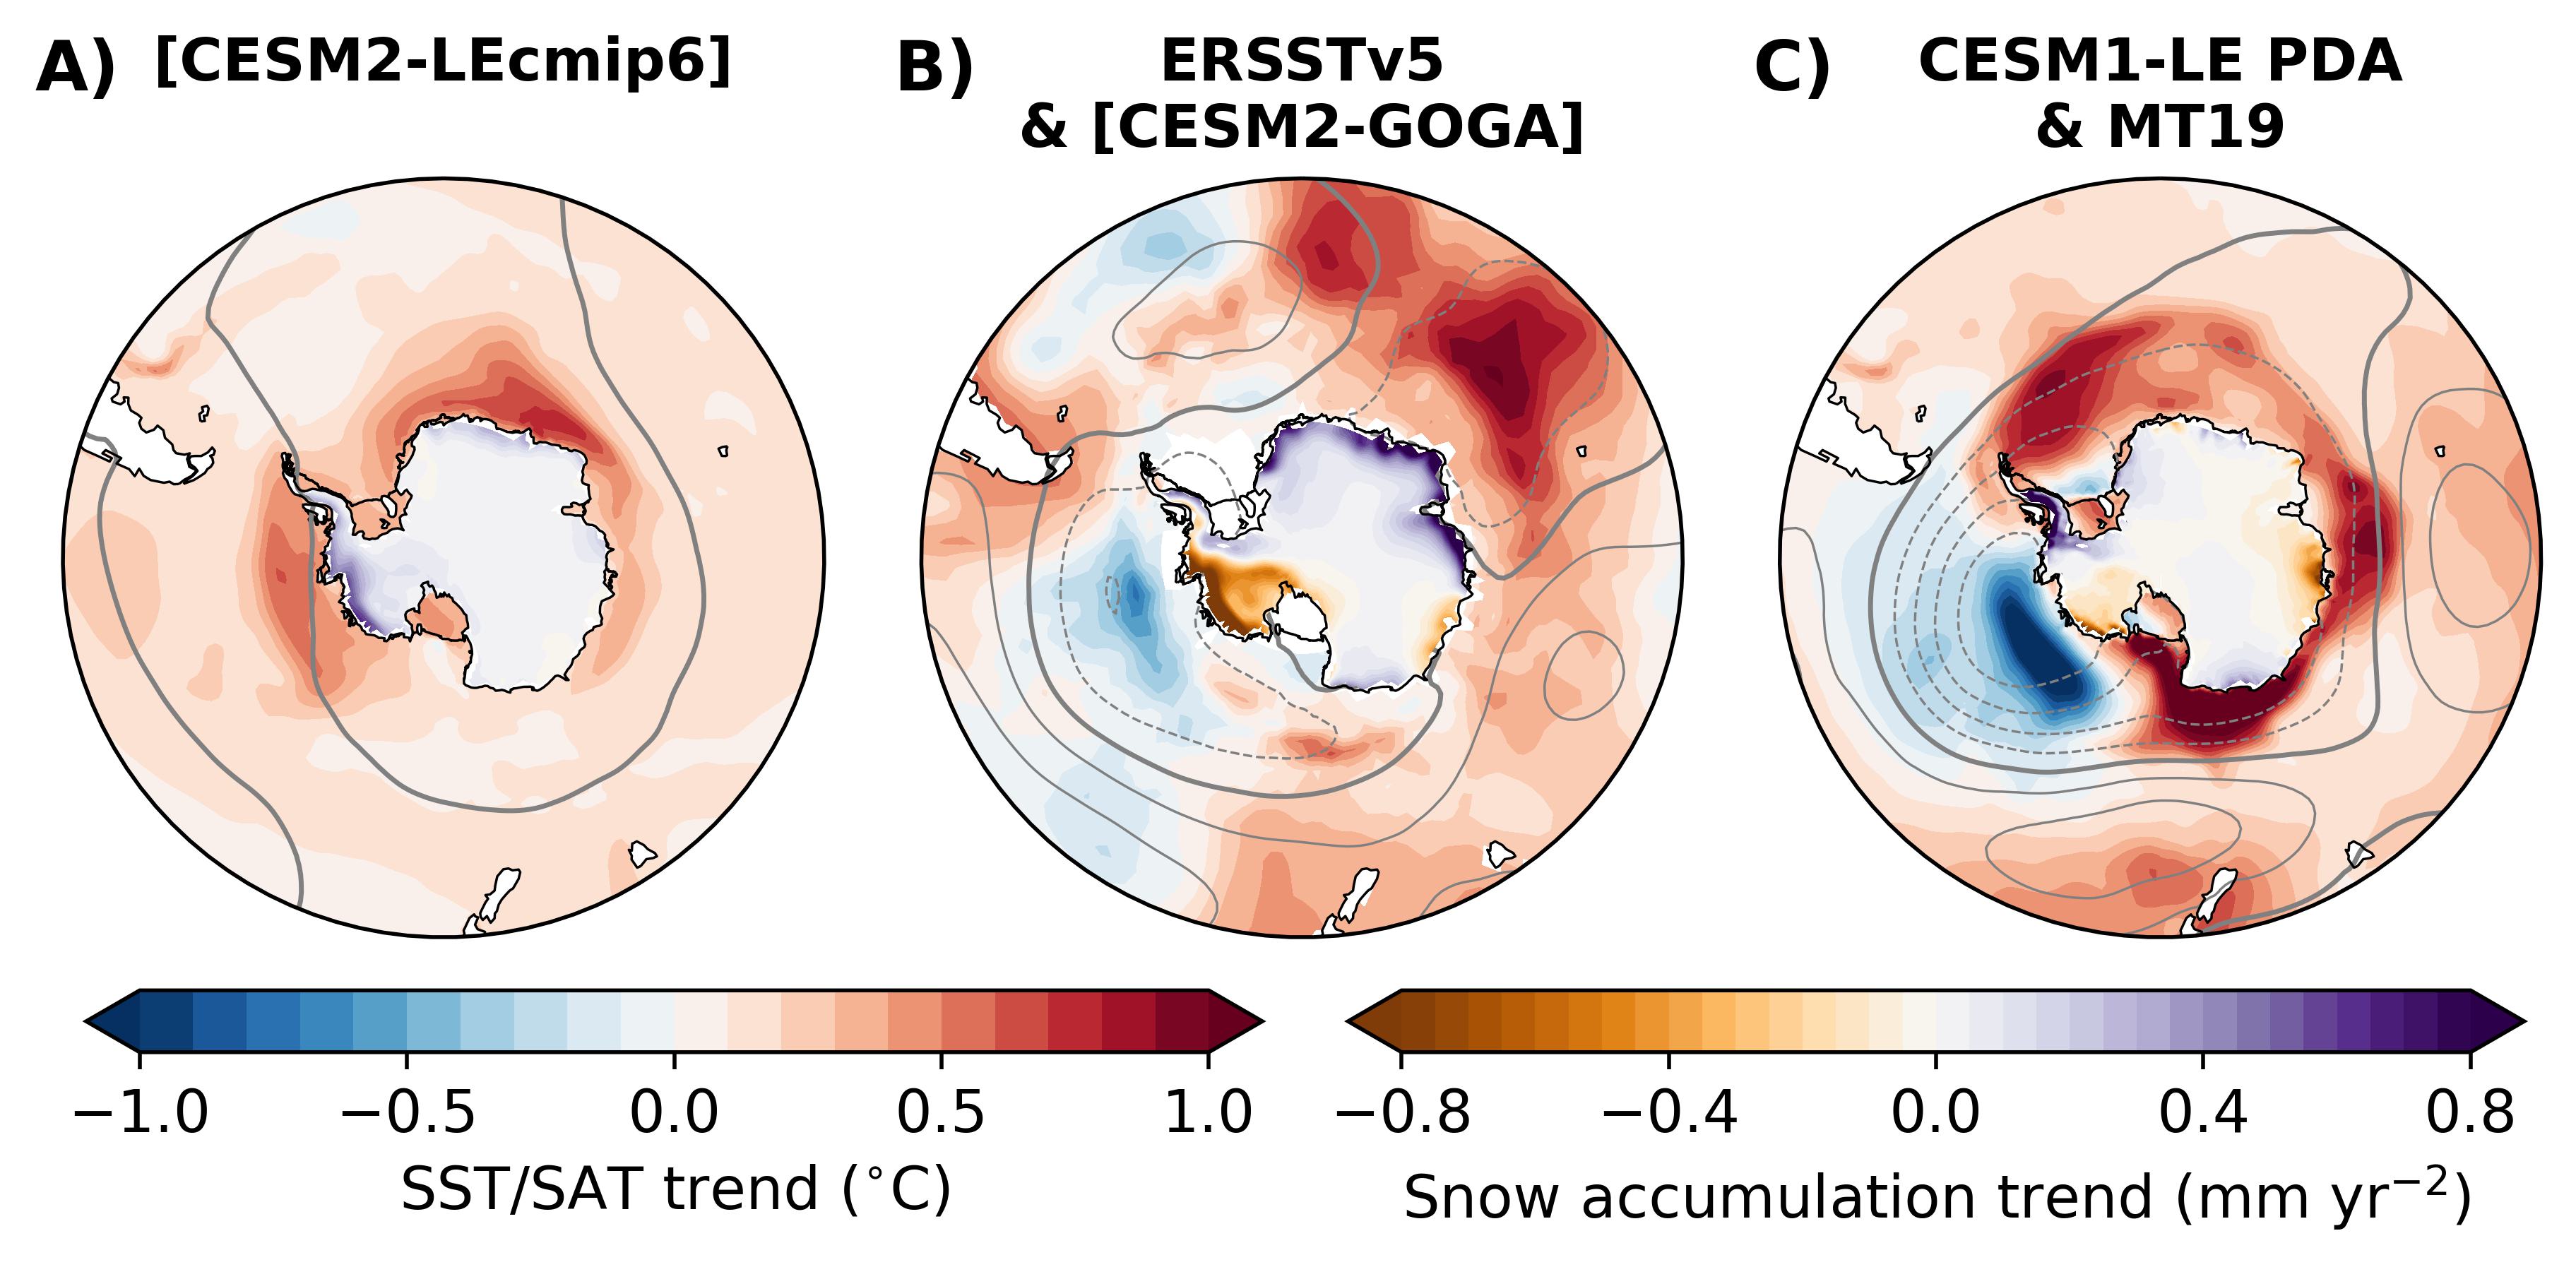 A) [CESM2-LEcmip6]
B) ERSSTv5
& [CESM2-GOGA]
C) CESM1-LE PDA
& MT19
−1.0 −0.5 0.0 0.5 1.0
SST/SAT trend (°C)
−0.8 −0.4 0.0 0.4 0.8
Snow accumulation trend (mm yr⁻²)